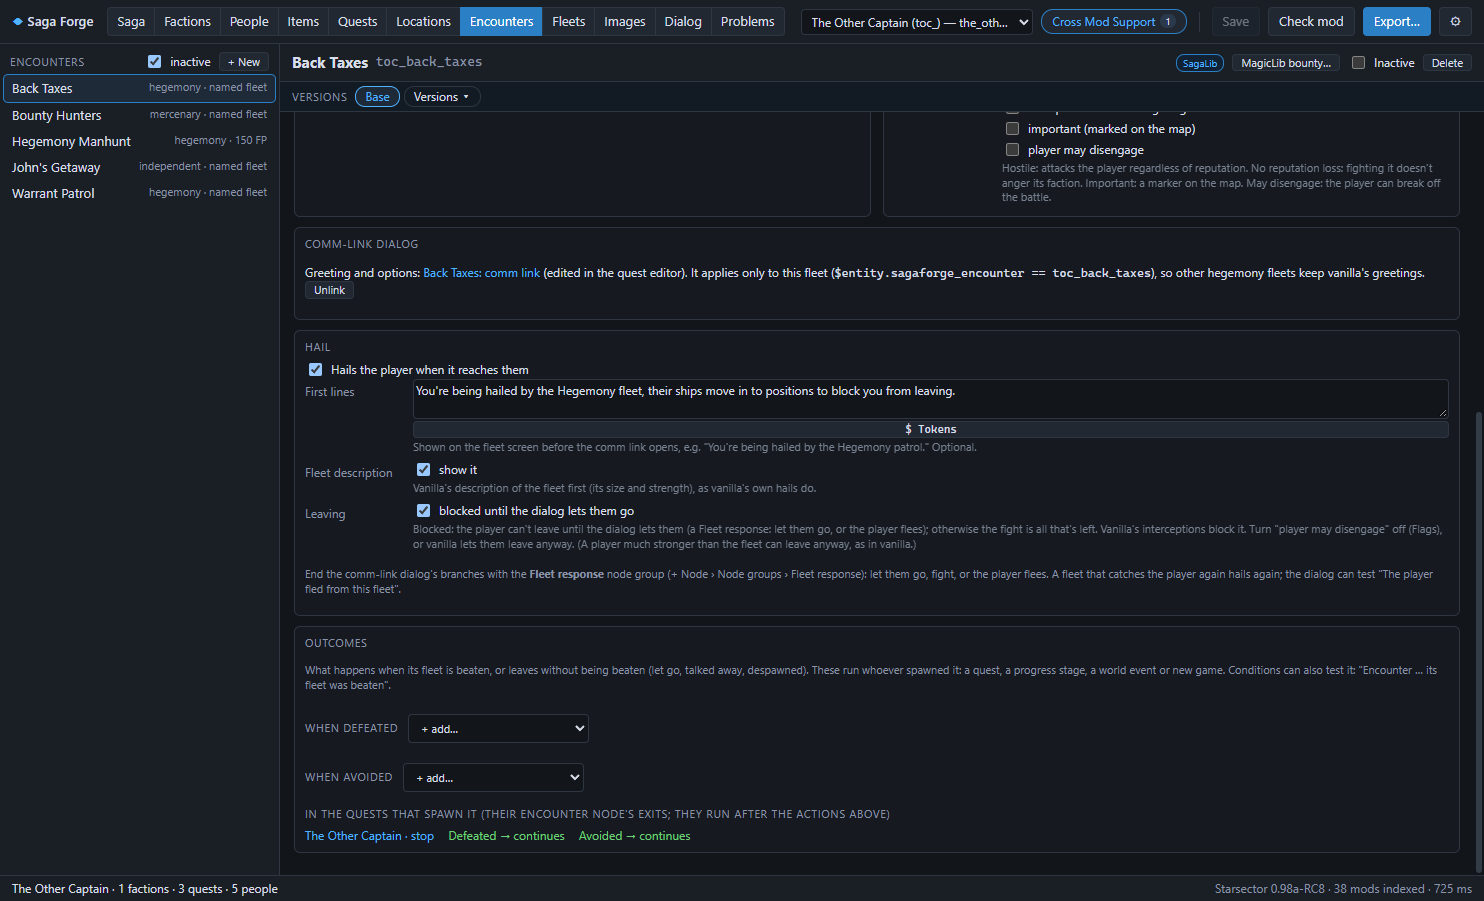 Saga Forge
Saga Factions People Items Quests Locations Encounters Fleets Images Dialog Problems
The Other Captain (toc_) — the_oth...
Cross Mod Support 1
Save Check mod Export...
ENCOUNTERS inactive + New
Back Taxes hegemony · named fleet
Bounty Hunters mercenary · named fleet
Hegemony Manhunt hegemony · 150 FP
John's Getaway independent · named fleet
Warrant Patrol hegemony · named fleet
Back Taxes toc_back_taxes
SagaLib MagicLib bounty... Inactive Delete
VERSIONS Base Versions
important (marked on the map)
player may disengage
Hostile: attacks the player regardless of reputation. No reputation loss: fighting it doesn't
anger its faction. Important: a marker on the map. May disengage: the player can break off
the battle.
COMM-LINK DIALOG
Greeting and options: Back Taxes: comm link (edited in the quest editor). It applies only to this fleet ($entity.sagaforge_encounter == toc_back_taxes), so other hegemony fleets keep vanilla's greetings.
Unlink
HAIL
Hails the player when it reaches them
First lines
You're being hailed by the Hegemony fleet, their ships move in to positions to block you from leaving.
$ Tokens
Shown on the fleet screen before the comm link opens, e.g. "You're being hailed by the Hegemony patrol." Optional.
Fleet description show it
Vanilla's description of the fleet first (its size and strength), as vanilla's own hails do.
Leaving blocked until the dialog lets them go
Blocked: the player can't leave until the dialog lets them (a Fleet response: let them go, or the player flees); otherwise the fight is all that's left. Vanilla's interceptions block it. Turn "player may disengage" off (Flags),
or vanilla lets them leave anyway. (A player much stronger than the fleet can leave anyway, as in vanilla.)
End the comm-link dialog's branches with the Fleet response node group (+ Node › Node groups › Fleet response): let them go, fight, or the player flees. A fleet that catches the player again hails again; the dialog can test "The player
fled from this fleet".
OUTCOMES
What happens when its fleet is beaten, or leaves without being beaten (let go, talked away, despawned). These run whoever spawned it: a quest, a progress stage, a world event or new game. Conditions can also test it: "Encounter ... its
fleet was beaten".
WHEN DEFEATED + add...
WHEN AVOIDED + add...
IN THE QUESTS THAT SPAWN IT (THEIR ENCOUNTER NODE'S EXITS; THEY RUN AFTER THE ACTIONS ABOVE)
The Other Captain · stop Defeated → continues Avoided → continues
The Other Captain · 1 factions · 3 quests · 5 people
Starsector 0.98a-RC8 · 38 mods indexed · 725 ms